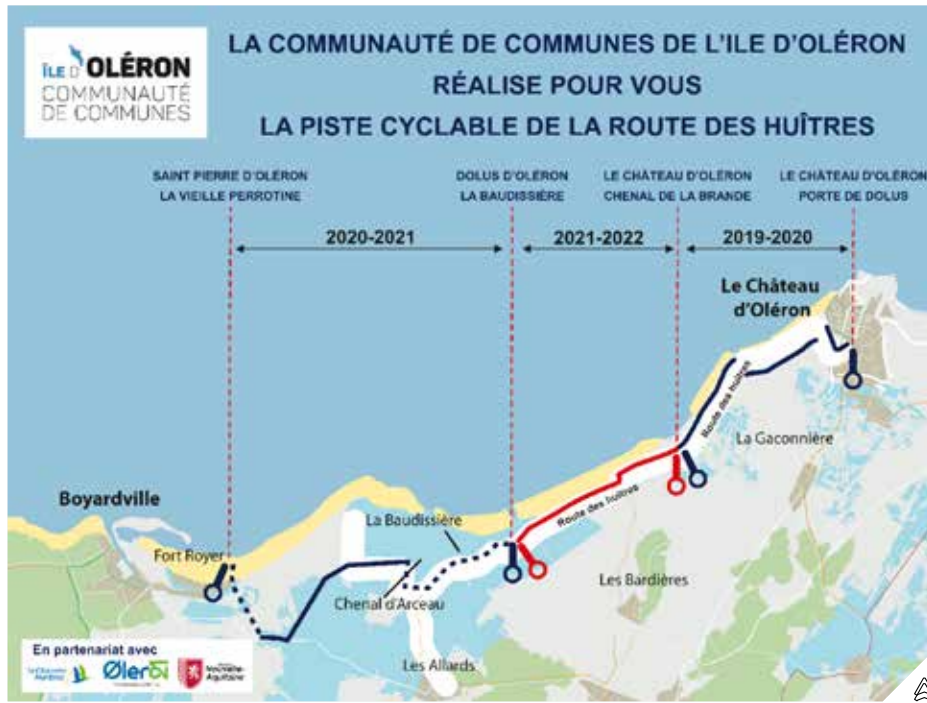 ÎLE D'OLÉRON
COMMUNAUTÉ
DE COMMUNES
LA COMMUNAUTÉ DE COMMUNES DE L'ILE D'OLÉRON
RÉALISE POUR VOUS
LA PISTE CYCLABLE DE LA ROUTE DES HUÎTRES
SAINT PIERRE D'OLÉRON
LA VIEILLE PERROTINE
DOLUS D'OLÉRON
LA BAUDISSIÈRE
LE CHÂTEAU D'OLÉRON
CHENAL DE LA BRANDE
LE CHÂTEAU D'OLÉRON
PORTE DE DOLUS
2020-2021
2021-2022
2019-2020
Le Château
d'Oléron
Route des huîtres
La Gaconnière
Boyardville
La Baudissière
Route des huîtres
Fort Royer
Les Bardières
Chenal d'Arceau
Les Allards
En partenariat avec
Oleron
Nouvelle-
Aquitaine